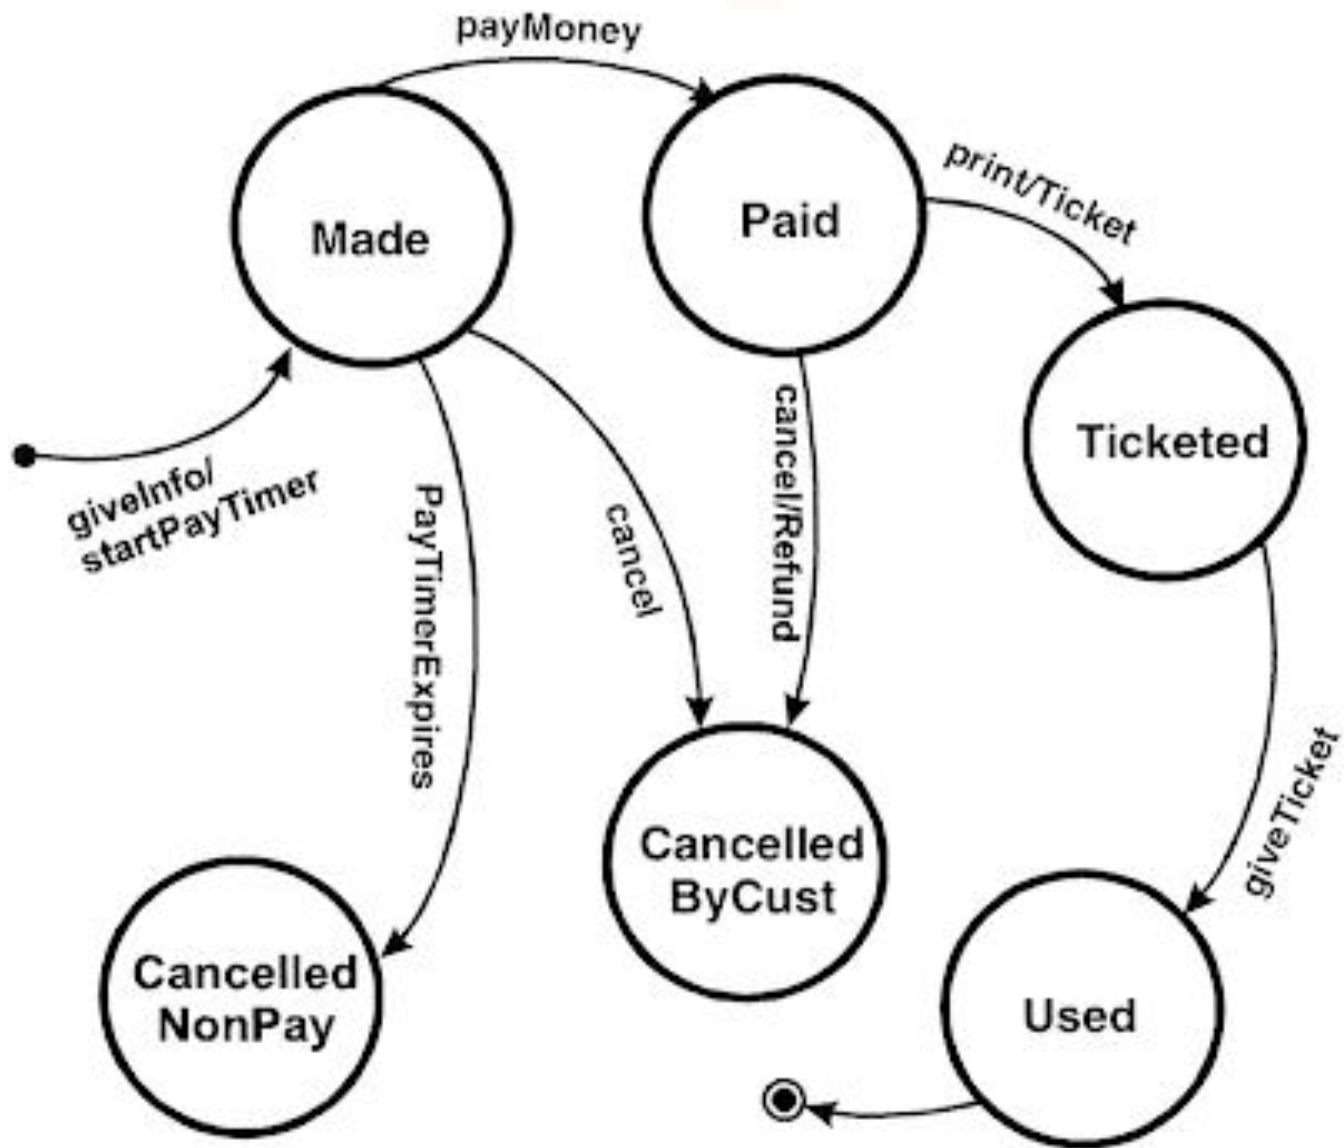 payMoney
Made
Paid
print/Ticket
Ticketed
giveInfo/
startPayTimer
PayTimerExpires
cancel
cancel/Refund
giveTicket
Cancelled
ByCust
Cancelled
NonPay
Used